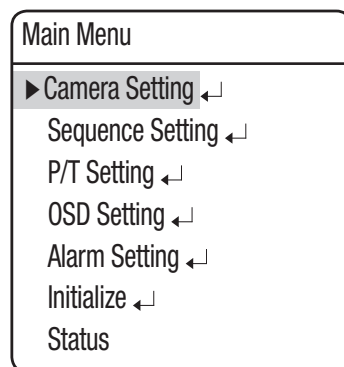 Main Menu
▶Camera Setting ↵
Sequence Setting ↵
P/T Setting ↵
OSD Setting ↵
Alarm Setting ↵
Initialize ↵
Status